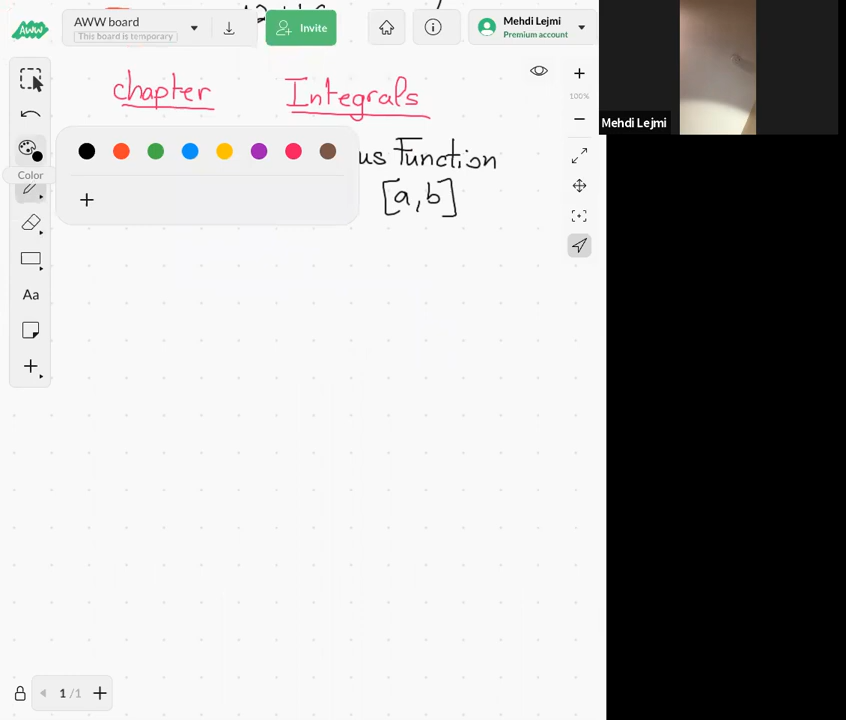 AWW
AWW board
This board is temporary
Invite
Mehdi Lejmi
Premium account
chapter Integrals
100%
Mehdi Lejmi
us Function
[a,b]
Color
Aa
1 /1